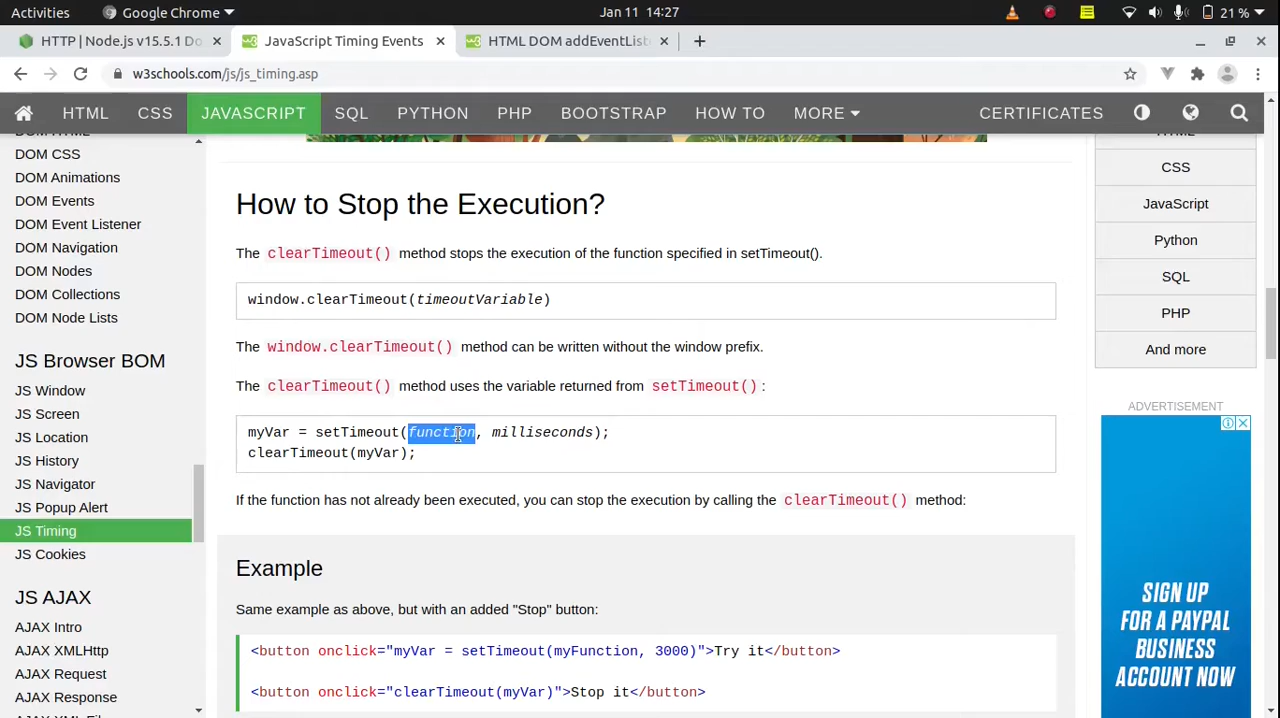 Activities
Google Chrome
Jan 11 14:27
21 %
HTTP | Node.js v15.5.1 Do
JavaScript Timing Events
HTML DOM addEventListe
w3schools.com/js/js_timing.asp
HTML
CSS
JAVASCRIPT
SQL
PYTHON
PHP
BOOTSTRAP
HOW TO
MORE
CERTIFICATES
DOM HTML
DOM CSS
DOM Animations
DOM Events
DOM Event Listener
DOM Navigation
DOM Nodes
DOM Collections
DOM Node Lists
JS Browser BOM
JS Window
JS Screen
JS Location
JS History
JS Navigator
JS Popup Alert
JS Timing
JS Cookies
JS AJAX
AJAX Intro
AJAX XMLHttp
AJAX Request
AJAX Response
AJAX XML File
How to Stop the Execution?
The clearTimeout() method stops the execution of the function specified in setTimeout().
window.clearTimeout(timeoutVariable)
The window.clearTimeout() method can be written without the window prefix.
The clearTimeout() method uses the variable returned from setTimeout() :
myVar = setTimeout(function, milliseconds);
clearTimeout(myVar);
If the function has not already been executed, you can stop the execution by calling the clearTimeout() method:
Example
Same example as above, but with an added "Stop" button:
<button onclick="myVar = setTimeout(myFunction, 3000)">Try it</button>
<button onclick="clearTimeout(myVar)">Stop it</button>
HTML
CSS
JavaScript
Python
SQL
PHP
And more
ADVERTISEMENT
SIGN UP
FOR A PAYPAL
BUSINESS
ACCOUNT NOW